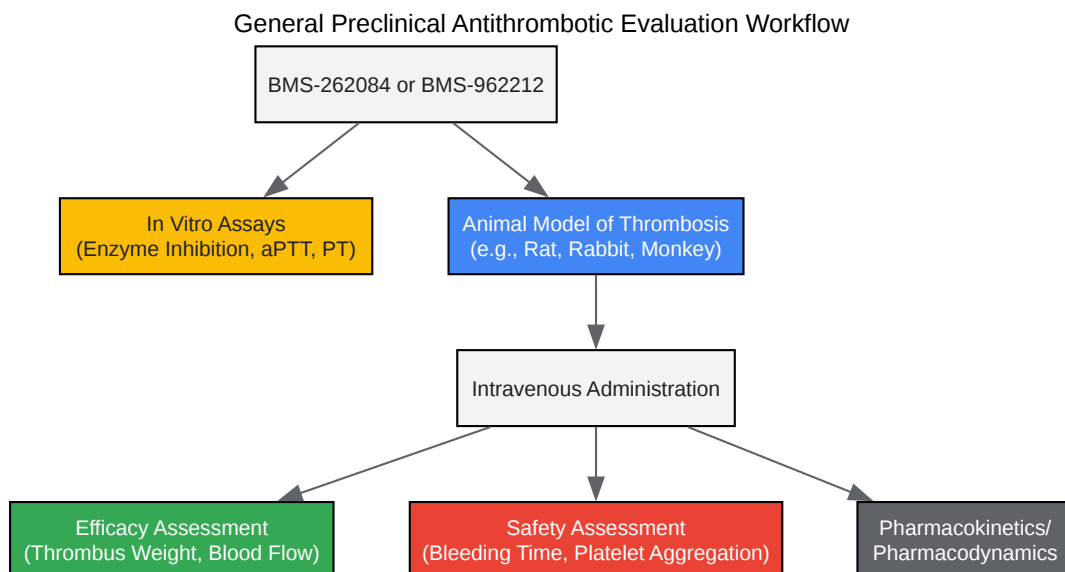 General Preclinical Antithrombotic Evaluation Workflow
BMS-262084 or BMS-962212
In Vitro Assays
(Enzyme Inhibition, aPTT, PT)
Animal Model of Thrombosis
(e.g., Rat, Rabbit, Monkey)
Intravenous Administration
Efficacy Assessment
(Thrombus Weight, Blood Flow)
Safety Assessment
(Bleeding Time, Platelet Aggregation)
Pharmacokinetics/
Pharmacodynamics